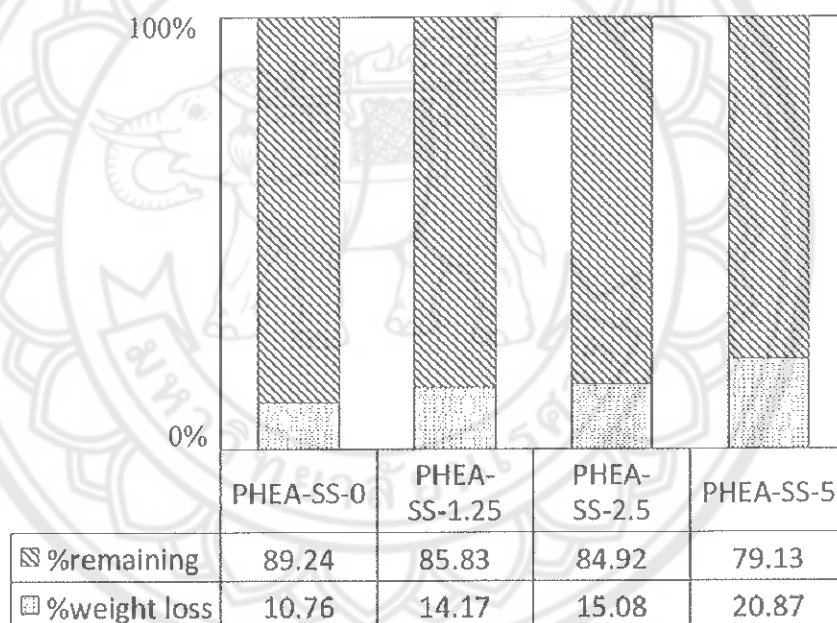 100%
0%
PHEA-SS-0 PHEA-SS-1.25 PHEA-SS-2.5 PHEA-SS-5
%remaining 89.24 85.83 84.92 79.13
%weight loss 10.76 14.17 15.08 20.87